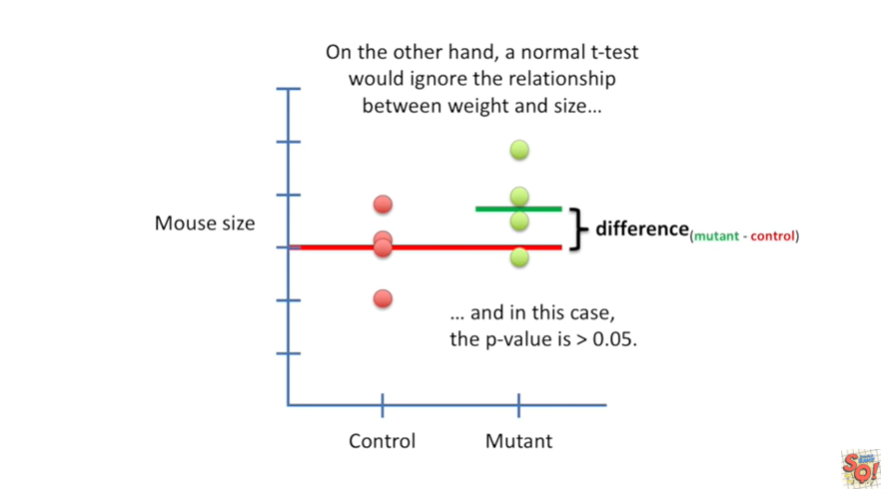 On the other hand, a normal t-test
would ignore the relationship
between weight and size...
Mouse size
difference(mutant - control)
... and in this case,
the p-value is > 0.05.
Control
Mutant
SQ!